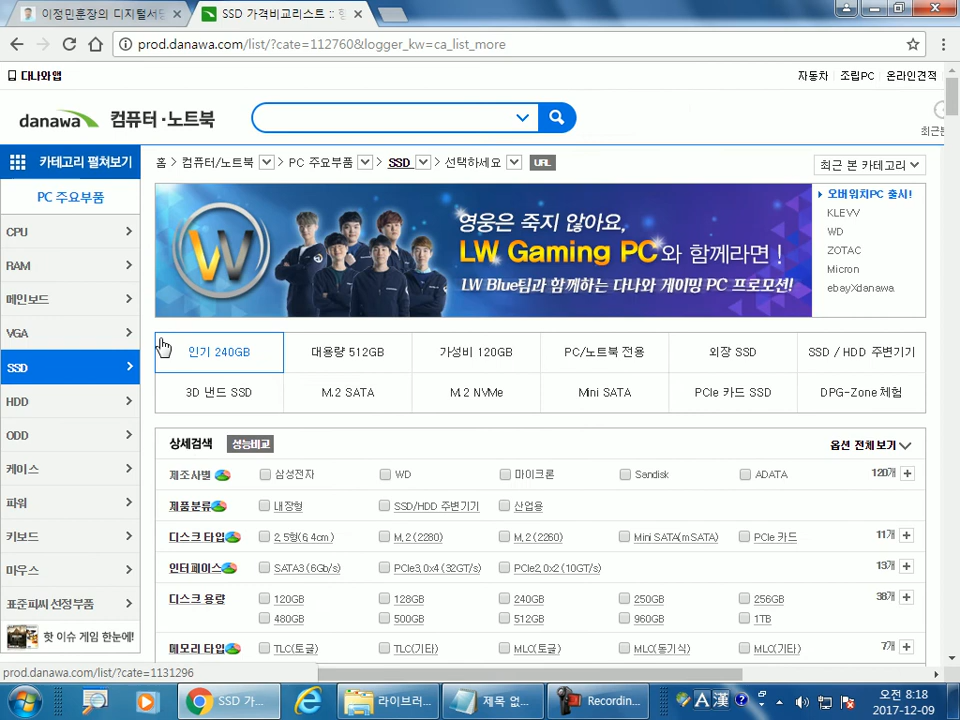 이정민훈장의 디지털서당
SSD 가격비교리스트 ::
prod.danawa.com/list/?cate=112760&logger_kw=ca_list_more
다나와앱
자동차 조립PC 온라인견적
danawa 컴퓨터·노트북
최근본
카테고리 펼쳐보기
홈 > 컴퓨터/노트북 > PC 주요부품 > SSD > 선택하세요 URL
최근 본 카테고리
PC 주요부품
CPU
RAM
메인보드
VGA
SSD
HDD
ODD
케이스
파워
키보드
마우스
표준피씨 선정부품
핫 이슈 게임 한눈에!
W
영웅은 죽지 않아요,
LW Gaming PC와 함께라면 !
LW Blue팀과 함께하는 다나와 게이밍 PC 프로모션!
오버워치PC 출시!
KLEVV
WD
ZOTAC
Micron
ebayXdanawa
인기 240GB 대용량 512GB 가성비 120GB PC/노트북 전용 외장 SSD SSD / HDD 주변기기
3D 낸드 SSD M.2 SATA M.2 NVMe Mini SATA PCIe 카드 SSD DPG-Zone 체험
상세검색 성능비교 옵션 전체보기
제조사별 삼성전자 WD 마이크론 Sandisk ADATA 120개 +
제품분류 내장형 SSD/HDD 주변기기 산업용
디스크 타입 2,5형(6,4cm) M,2 (2280) M,2 (2260) Mini SATA(mSATA) PCIe 카드 11개 +
인터페이스 SATA3 (6Gb/s) PCIe3,0x4 (32GT/s) PCIe2,0x2 (10GT/s) 13개 +
디스크 용량 120GB 128GB 240GB 250GB 256GB 38개 +
480GB 500GB 512GB 960GB 1TB
메모리 타입 TLC(토글) TLC(기타) MLC(토글) MLC(동기식) MLC(기타) 7개 +
prod.danawa.com/list/?cate=1131296
SSD 가...
라이브러...
제목 없...
Recordin...
A 漢
오전 8:18
2017-12-09